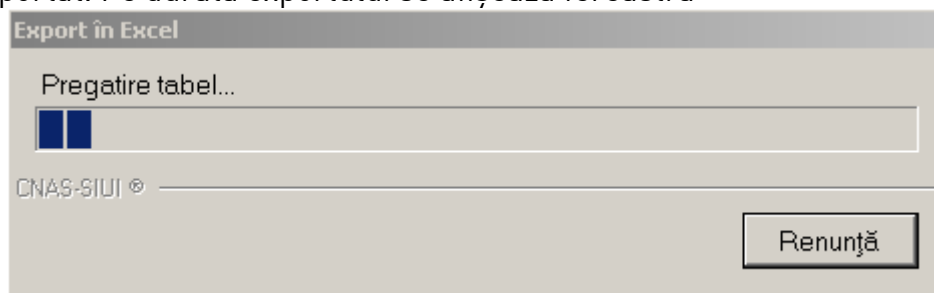 Export în Excel
Pregatire tabel...
CNAS-SIUI ®
Renunţă